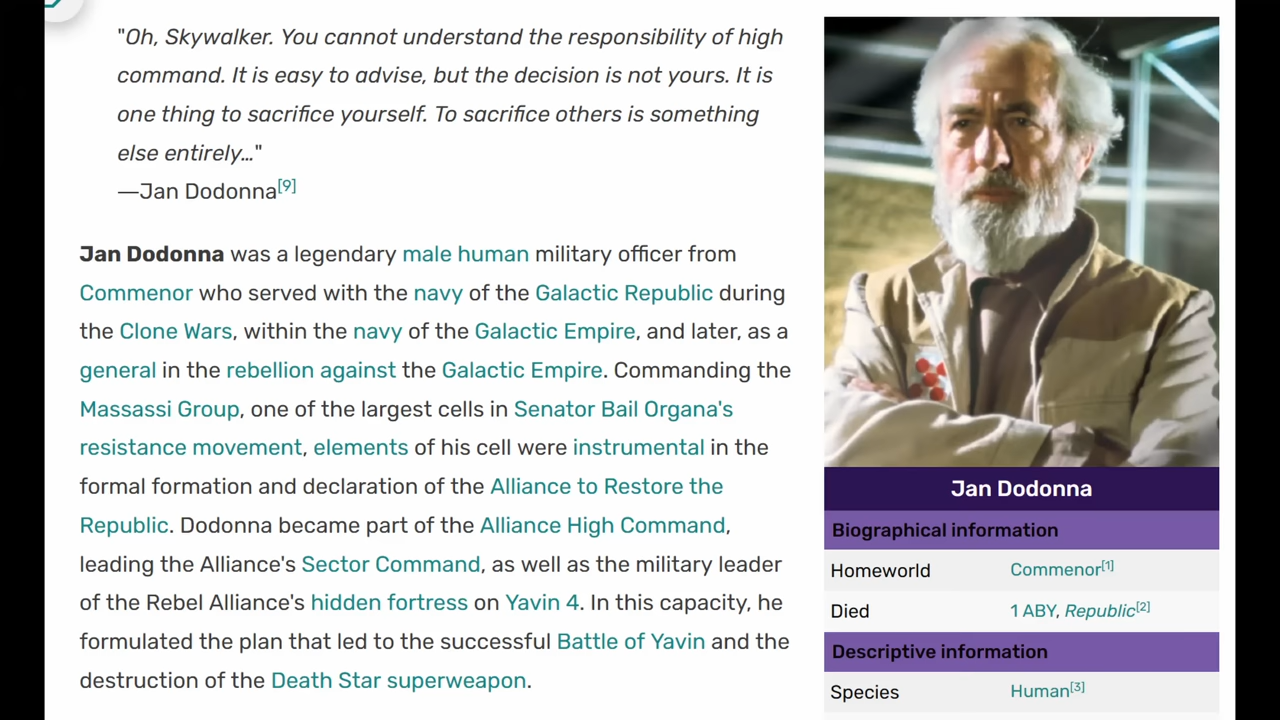 "Oh, Skywalker. You cannot understand the responsibility of high
command. It is easy to advise, but the decision is not yours. It is
one thing to sacrifice yourself. To sacrifice others is something
else entirely…"
—Jan Dodonna[9]
Jan Dodonna was a legendary male human military officer from
Commenor who served with the navy of the Galactic Republic during
the Clone Wars, within the navy of the Galactic Empire, and later, as a
general in the rebellion against the Galactic Empire. Commanding the
Massassi Group, one of the largest cells in Senator Bail Organa's
resistance movement, elements of his cell were instrumental in the
formal formation and declaration of the Alliance to Restore the
Republic. Dodonna became part of the Alliance High Command,
leading the Alliance's Sector Command, as well as the military leader
of the Rebel Alliance's hidden fortress on Yavin 4. In this capacity, he
formulated the plan that led to the successful Battle of Yavin and the
destruction of the Death Star superweapon.
Jan Dodonna
Biographical information
Homeworld Commenor[1]
Died 1 ABY, Republic[2]
Descriptive information
Species Human[3]